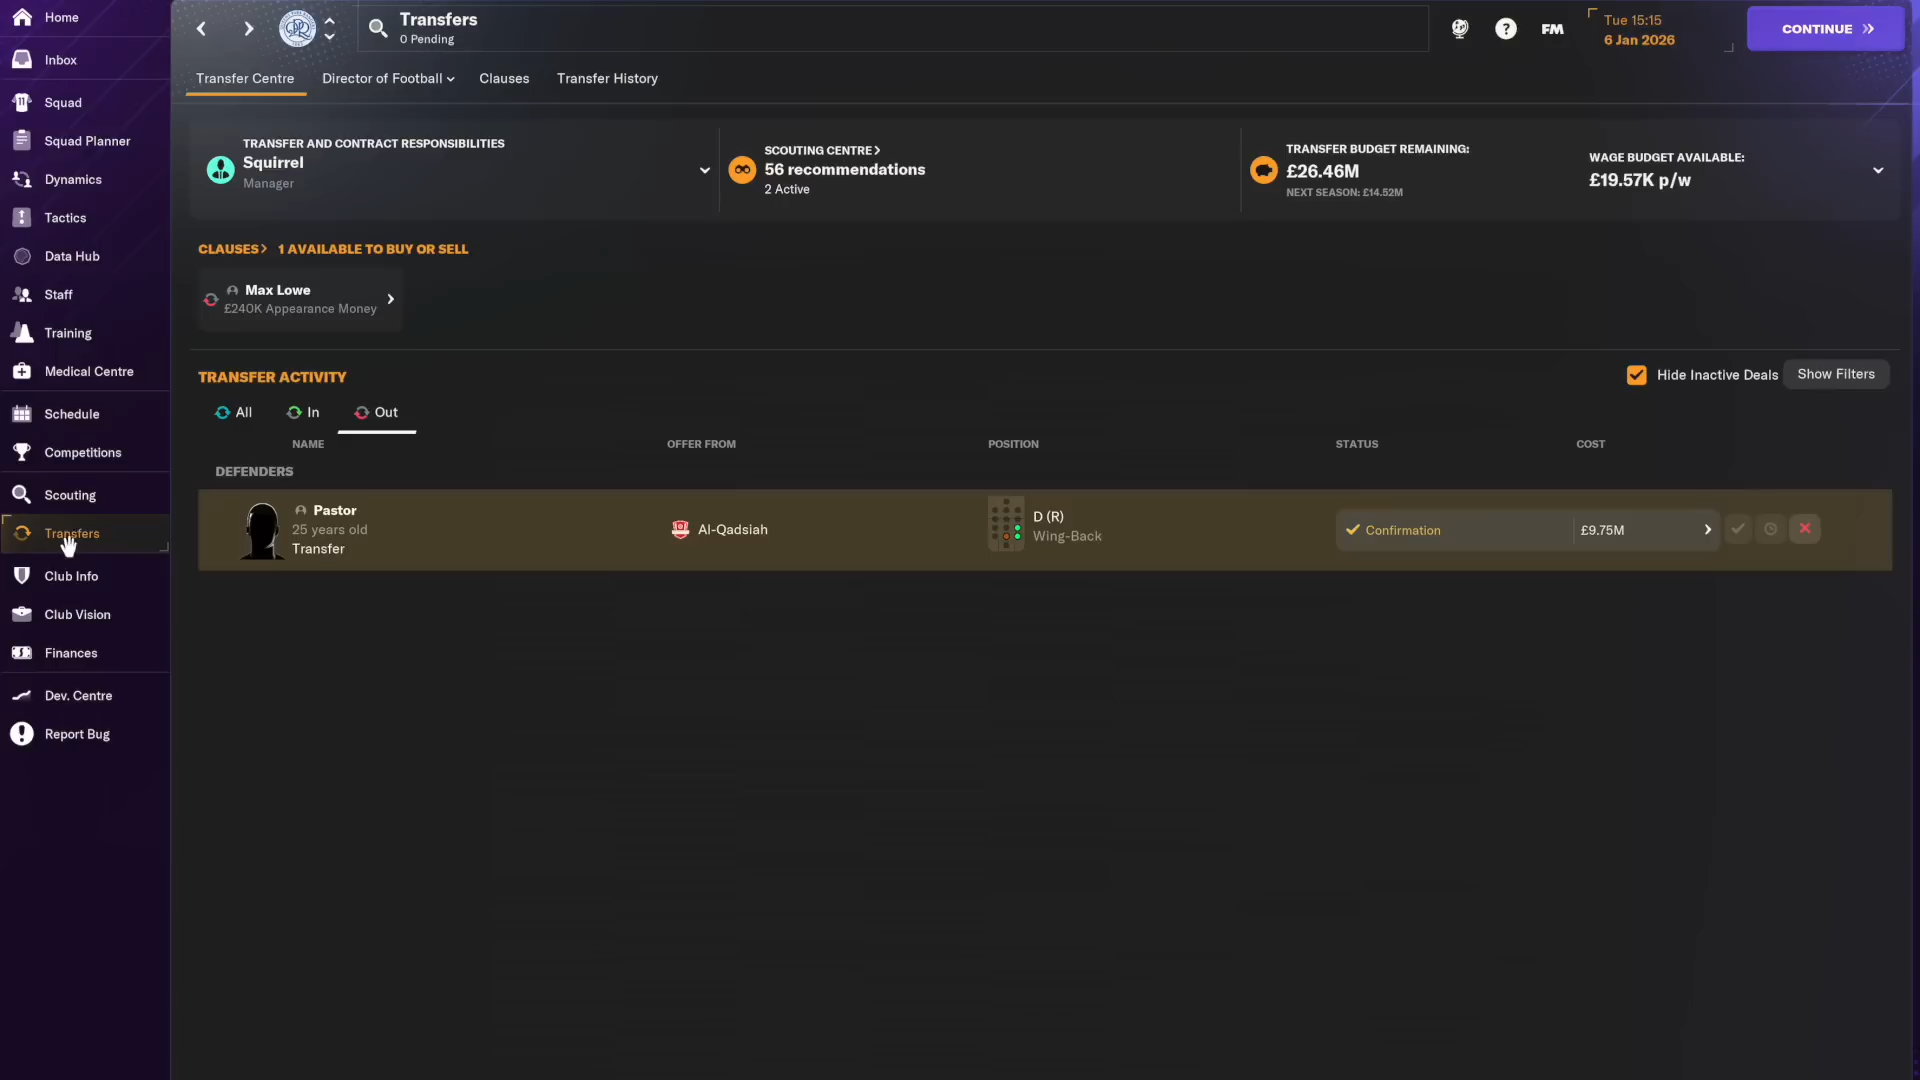 Home
Inbox
Squad
Squad Planner
Dynamics
Tactics
Data Hub
Staff
Training
Medical Centre
Schedule
Competitions
Scouting
Transfers
Club Info
Club Vision
Finances
Dev. Centre
Report Bug
Transfers
0 Pending
FM
Tue 15:15
6 Jan 2026
CONTINUE
Transfer Centre
Director of Football
Clauses
Transfer History
TRANSFER AND CONTRACT RESPONSIBILITIES
Squirrel
Manager
SCOUTING CENTRE
56 recommendations
2 Active
TRANSFER BUDGET REMAINING:
£26.46M
NEXT SEASON: £14.52M
WAGE BUDGET AVAILABLE:
£19.57K p/w
CLAUSES 1 AVAILABLE TO BUY OR SELL
Max Lowe
£240K Appearance Money
TRANSFER ACTIVITY
Hide Inactive Deals
Show Filters
All
In
Out
NAME
OFFER FROM
POSITION
STATUS
COST
DEFENDERS
Pastor
25 years old
Transfer
Al-Qadsiah
D (R)
Wing-Back
Confirmation
£9.75M